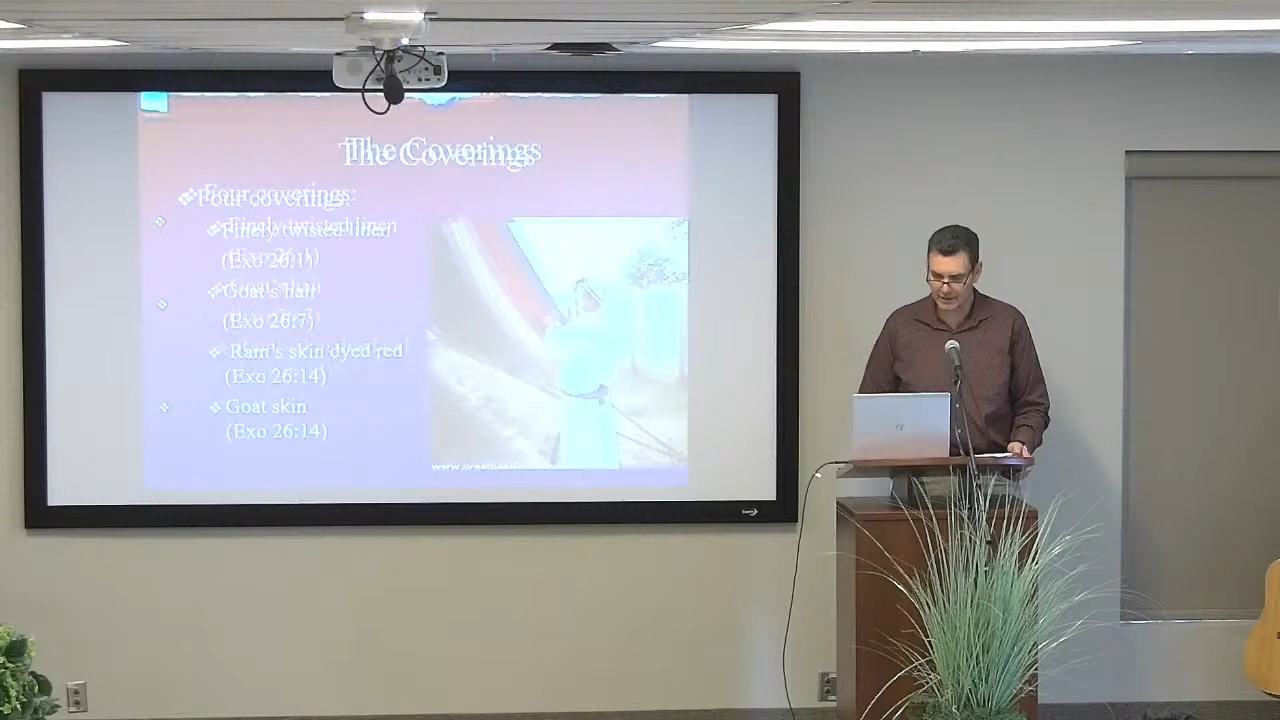 The Coverings
❖ Four coverings:
❖ Finely twisted linen
(Exo 26:1)
❖ Goat's hair
(Exo 26:7)
❖ Ram's skin dyed red
(Exo 26:14)
❖ Goat skin
(Exo 26:14)
hp